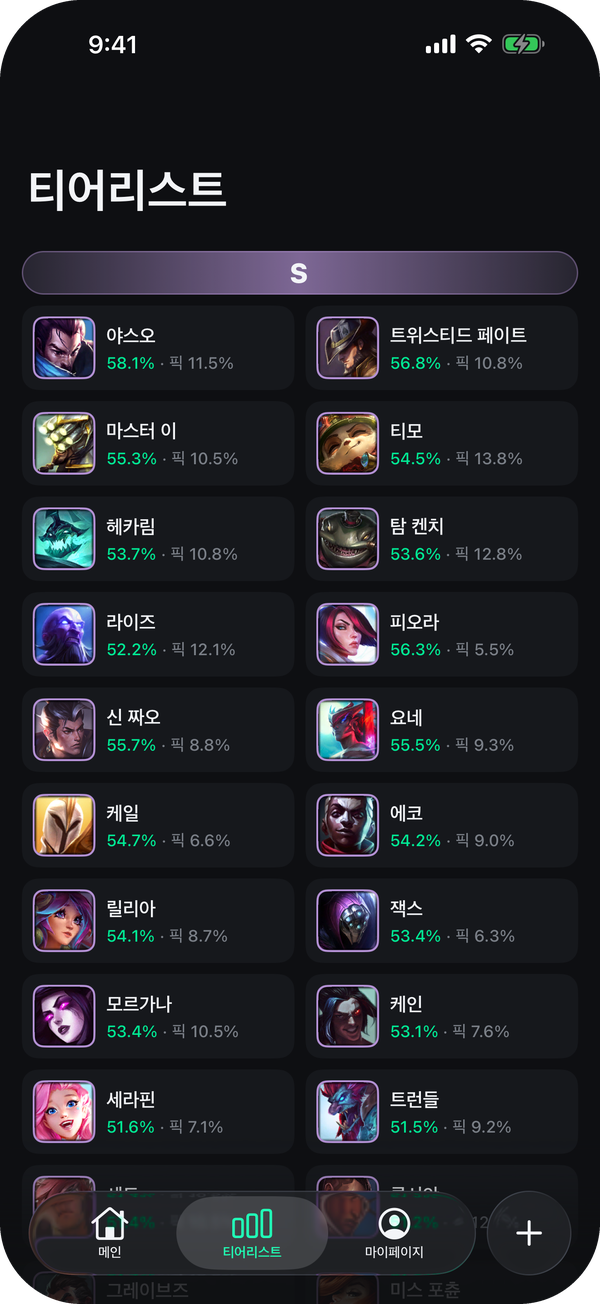 9:41
티어리스트
S
야스오
58.1% · 픽 11.5%
트위스티드 페이트
56.8% · 픽 10.8%
마스터 이
55.3% · 픽 10.5%
티모
54.5% · 픽 13.8%
헤카림
53.7% · 픽 10.8%
탐 켄치
53.6% · 픽 12.8%
라이즈
52.2% · 픽 12.1%
피오라
56.3% · 픽 5.5%
신 짜오
55.7% · 픽 8.8%
요네
55.5% · 픽 9.3%
케일
54.7% · 픽 6.6%
에코
54.2% · 픽 9.0%
릴리아
54.1% · 픽 8.7%
잭스
53.4% · 픽 6.3%
모르가나
53.4% · 픽 10.5%
케인
53.1% · 픽 7.6%
세라핀
51.6% · 픽 7.1%
트런들
51.5% · 픽 9.2%
메인
티어리스트
마이페이지
그레이브즈
미스 포츈